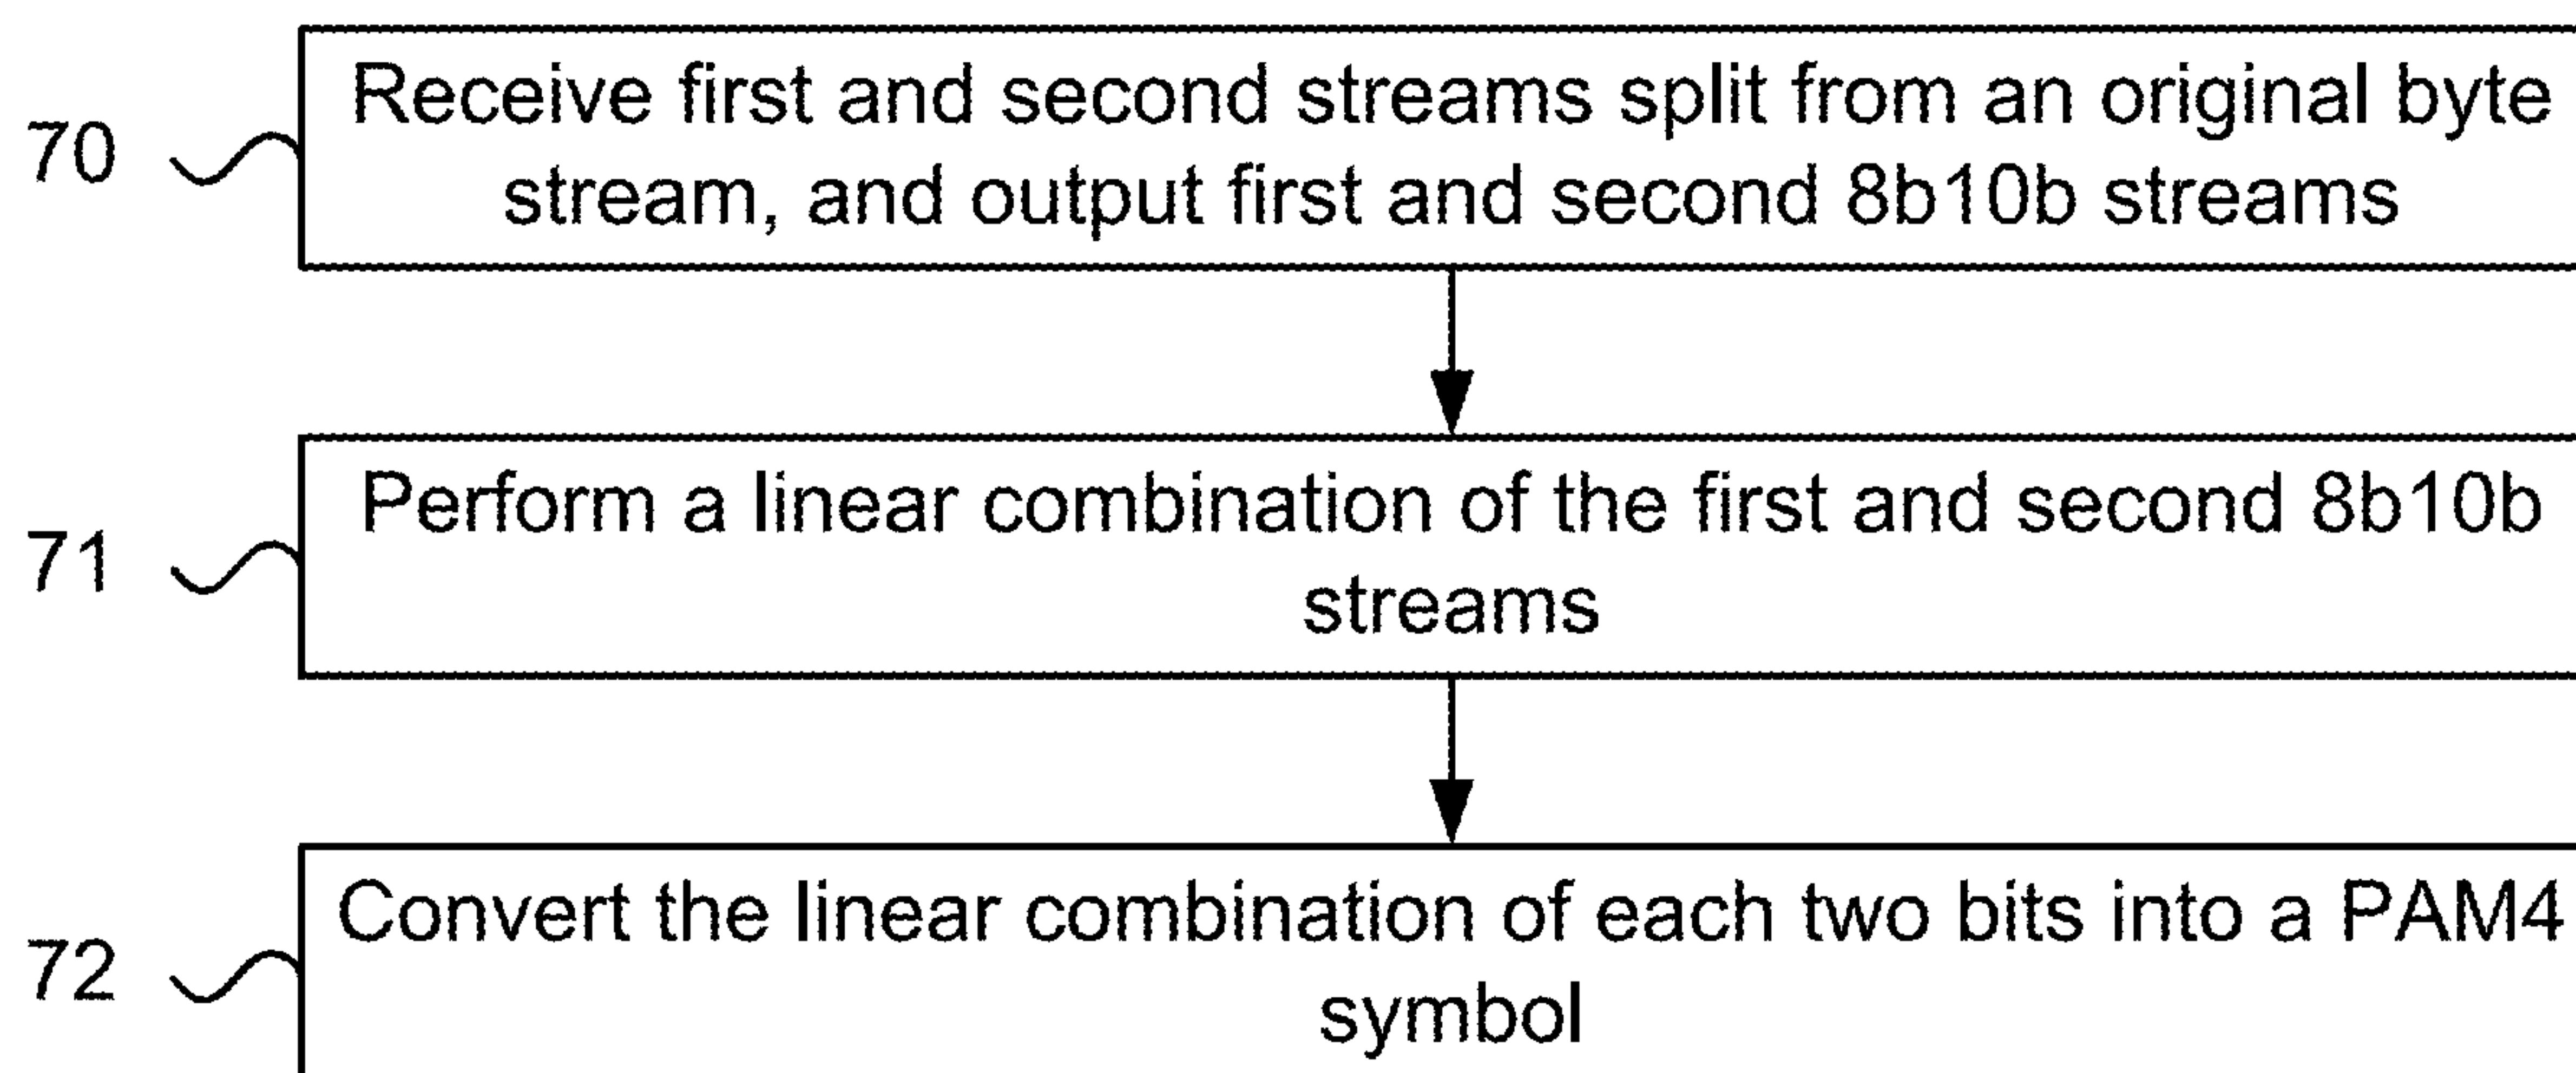 70
Receive first and second streams split from an original byte
stream, and output first and second 8b10b streams
71
Perform a linear combination of the first and second 8b10b
streams
72
Convert the linear combination of each two bits into a PAM4
symbol